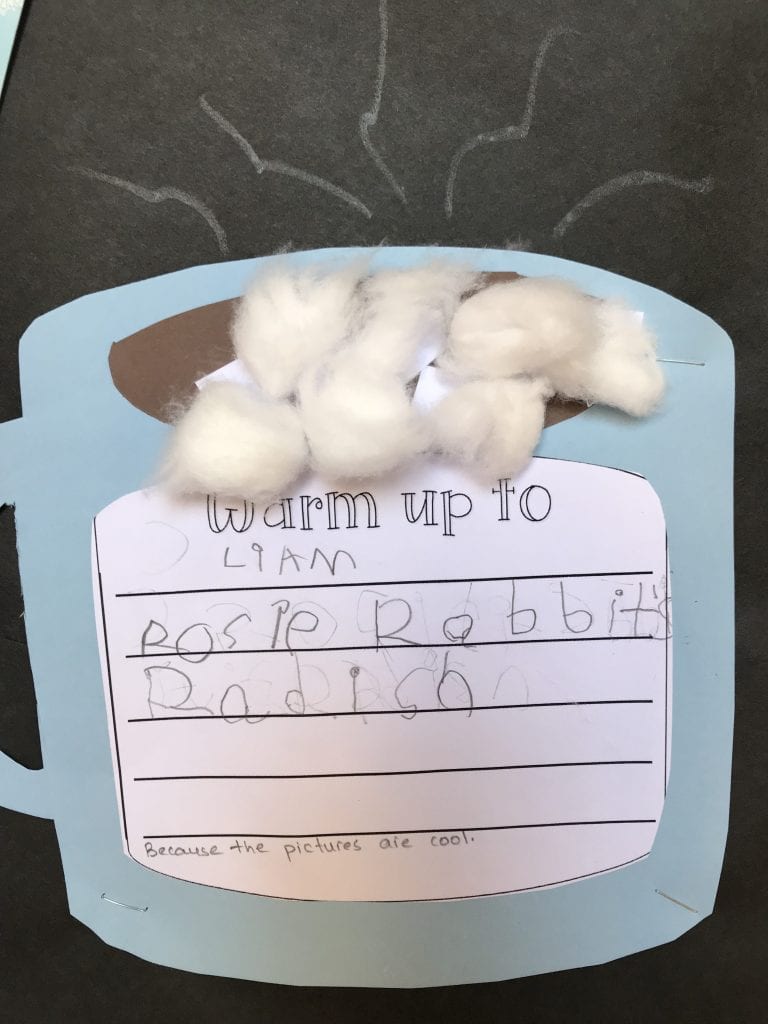 Warm up to
LiAM
Rosie Rabbit's
Radish
Because the pictures are cool.